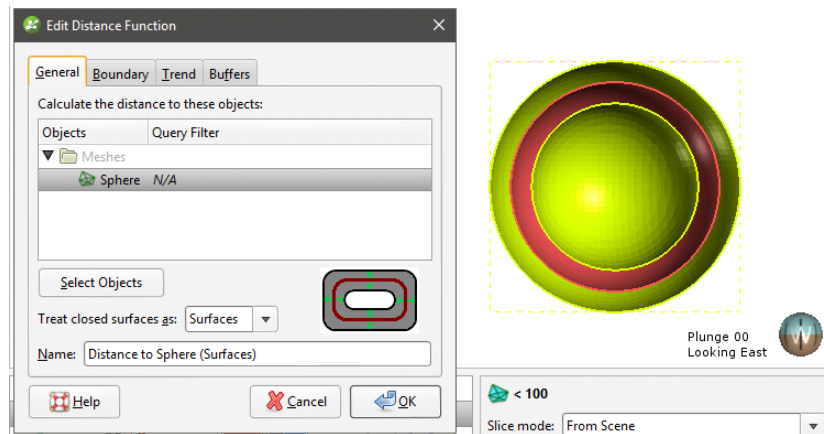 Edit Distance Function
General Boundary Trend Buffers
Calculate the distance to these objects:
Objects Query Filter
Meshes
Sphere N/A
Select Objects
Treat closed surfaces as: Surfaces
Name: Distance to Sphere (Surfaces)
Help Cancel OK
Plunge 00
Looking East
< 100
Slice mode: From Scene